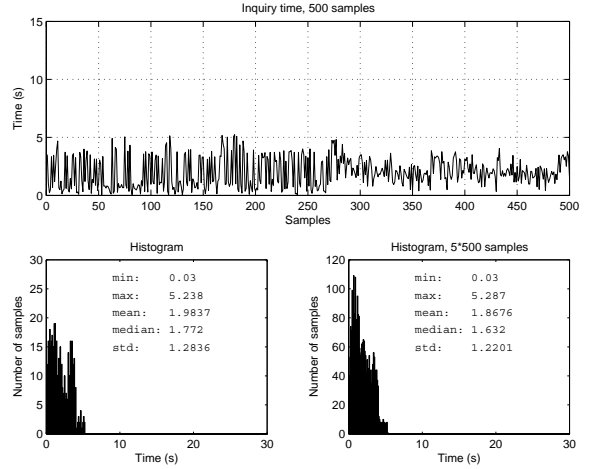 Inquiry time, 500 samples
15
10
5
0
Time (s)
0 50 100 150 200 250 300 350 400 450 500
Samples
Histogram
30
25
20
15
10
5
0
Number of samples
min: 0.03
max: 5.238
mean: 1.9837
median: 1.772
std: 1.2836
0 10 20 30
Time (s)
Histogram, 5*500 samples
120
100
80
60
40
20
0
Number of samples
min: 0.03
max: 5.287
mean: 1.8676
median: 1.632
std: 1.2201
0 10 20 30
Time (s)